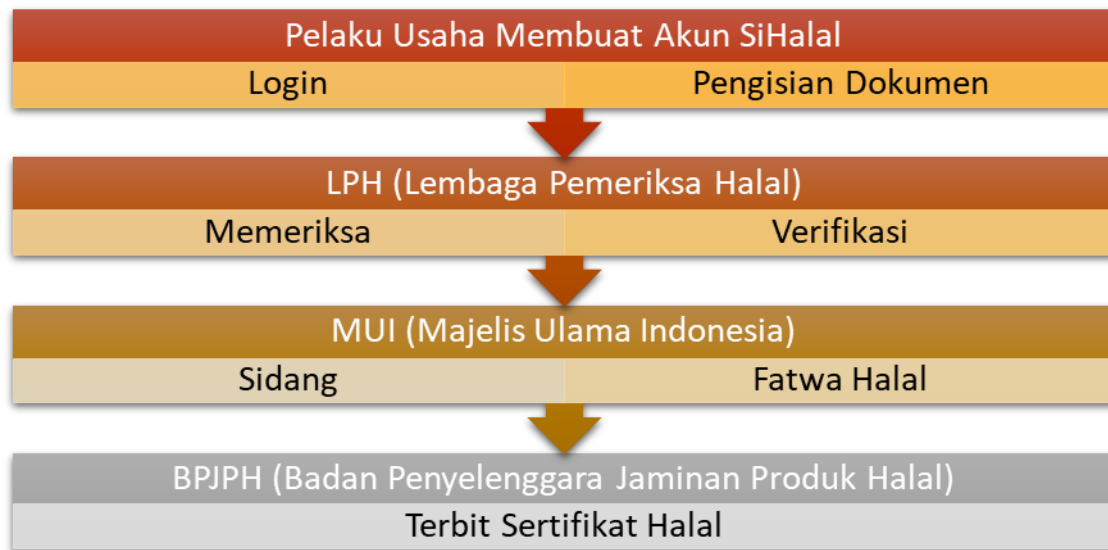 Pelaku Usaha Membuat Akun SiHalal
Login
Pengisian Dokumen
LPH (Lembaga Pemeriksa Halal)
Memeriksa
Verifikasi
MUI (Majelis Ulama Indonesia)
Sidang
Fatwa Halal
BPJPH (Badan Penyelenggara Jaminan Produk Halal)
Terbit Sertifikat Halal